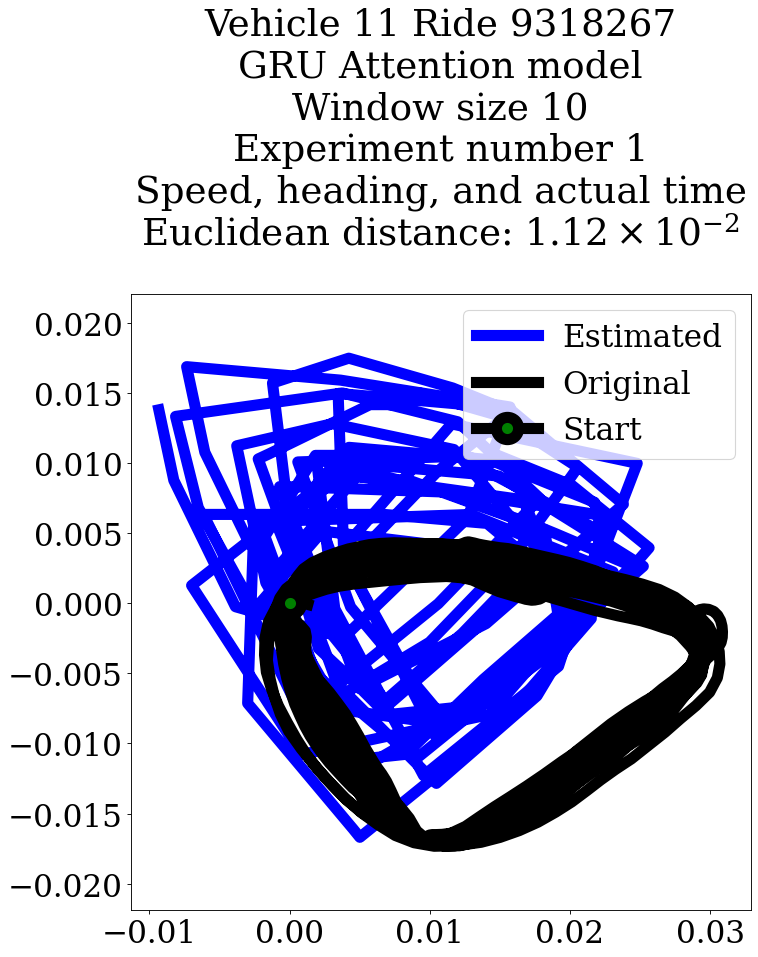 Vehicle 11 Ride 9318267
GRU Attention model
Window size 10
Experiment number 1
Speed, heading, and actual time
Euclidean distance: 1.12 × 10⁻²
Estimated
Original
Start
0.020
0.015
0.010
0.005
0.000
−0.005
−0.010
−0.015
−0.020
−0.01
0.00
0.01
0.02
0.03